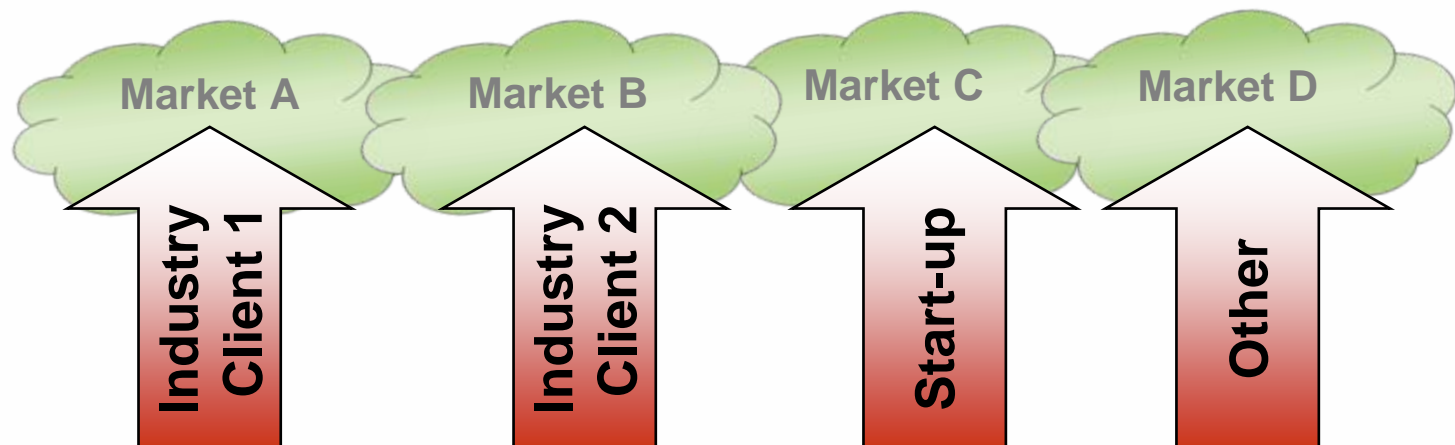 Market A
Market B
Market C
Market D
Industry
Client 1
Industry
Client 2
Start-up
Other